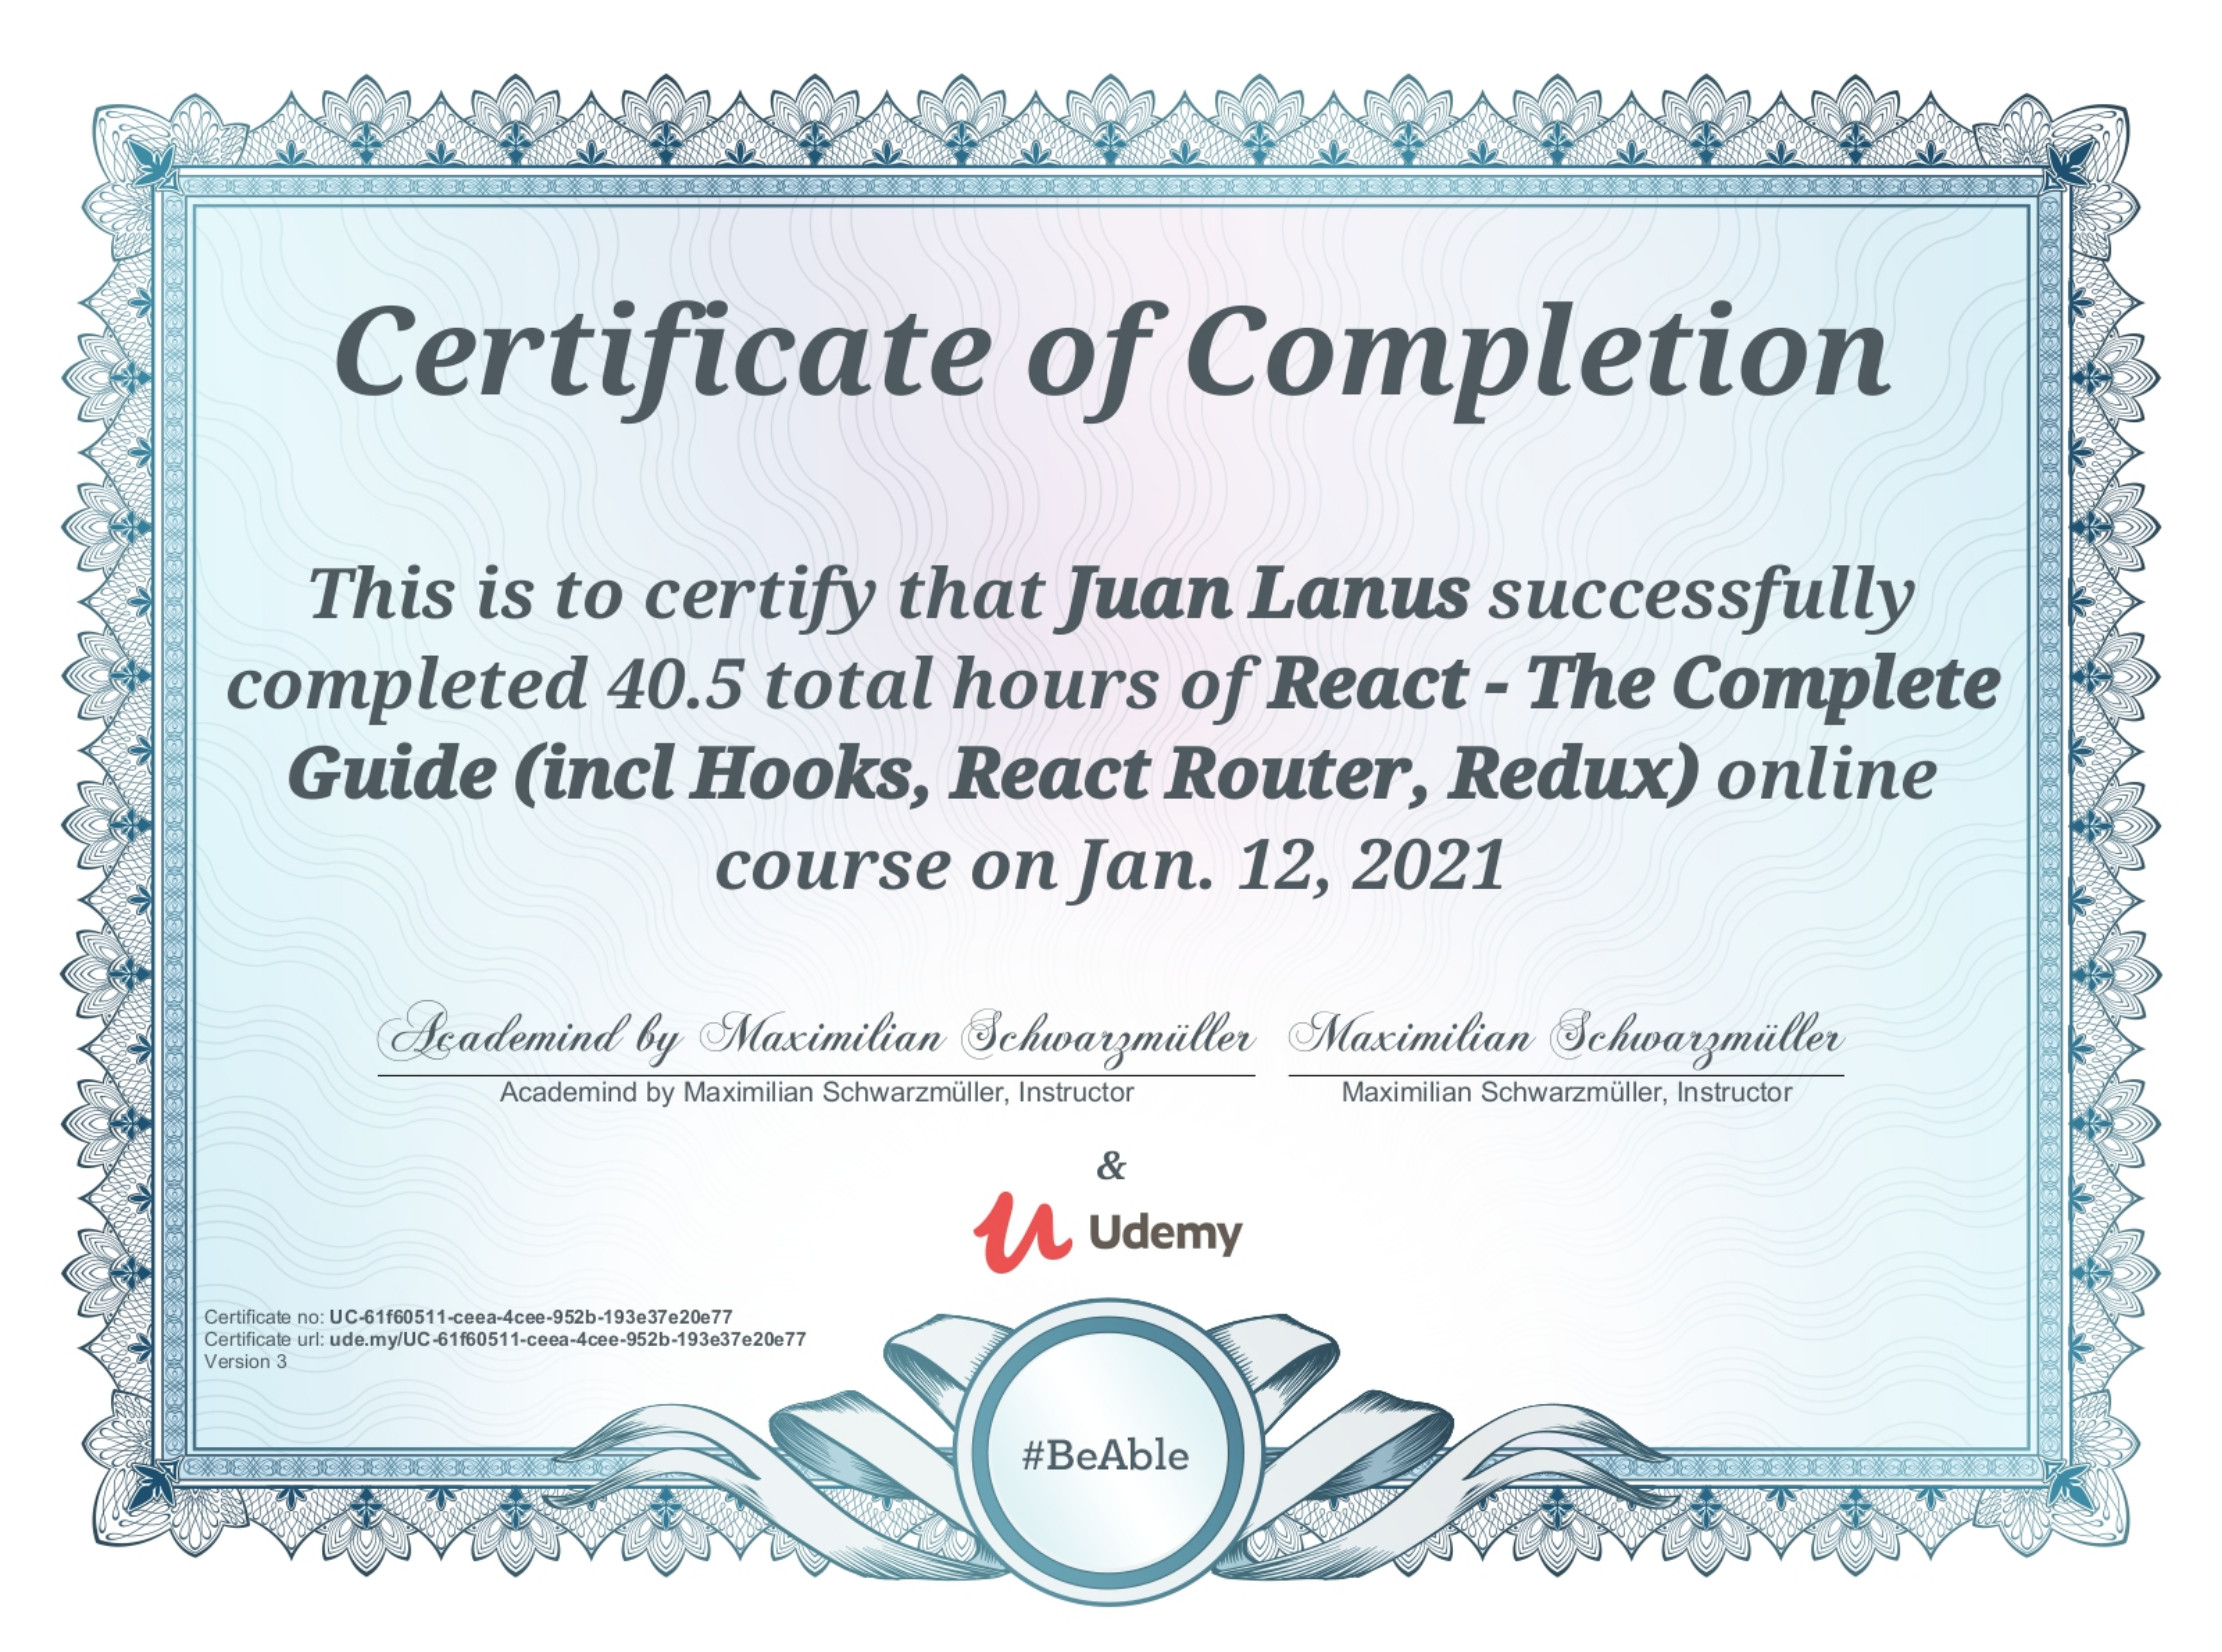 Certificate of Completion
This is to certify that Juan Lanus successfully
completed 40.5 total hours of React - The Complete
Guide (incl Hooks, React Router, Redux) online
course on Jan. 12, 2021
Academind by Maximilian Schwarzmüller Maximilian Schwarzmüller
Academind by Maximilian Schwarzmüller, Instructor Maximilian Schwarzmüller, Instructor
&
Udemy
Certificate no: UC-61f60511-ceea-4cee-952b-193e37e20e77
Certificate url: ude.my/UC-61f60511-ceea-4cee-952b-193e37e20e77
Version 3
#BeAble